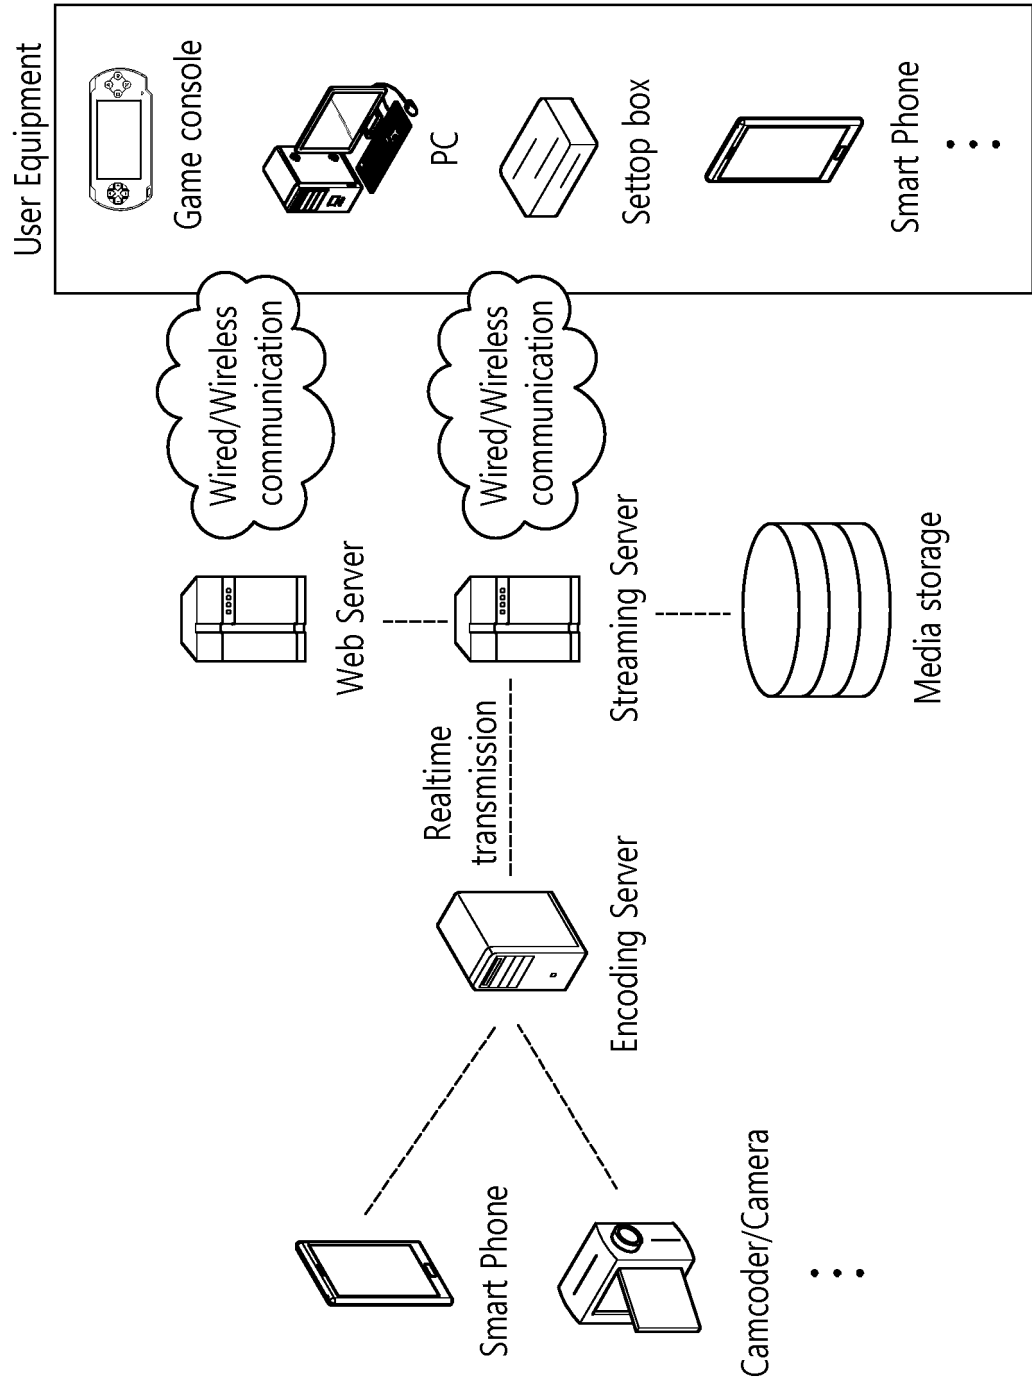 User Equipment
Game console
PC
Settop box
Smart Phone
Wired/Wireless
communication
Wired/Wireless
communication
Web Server
Streaming Server
Media storage
Realtime
transmission
Encoding Server
Smart Phone
Camcoder/Camera